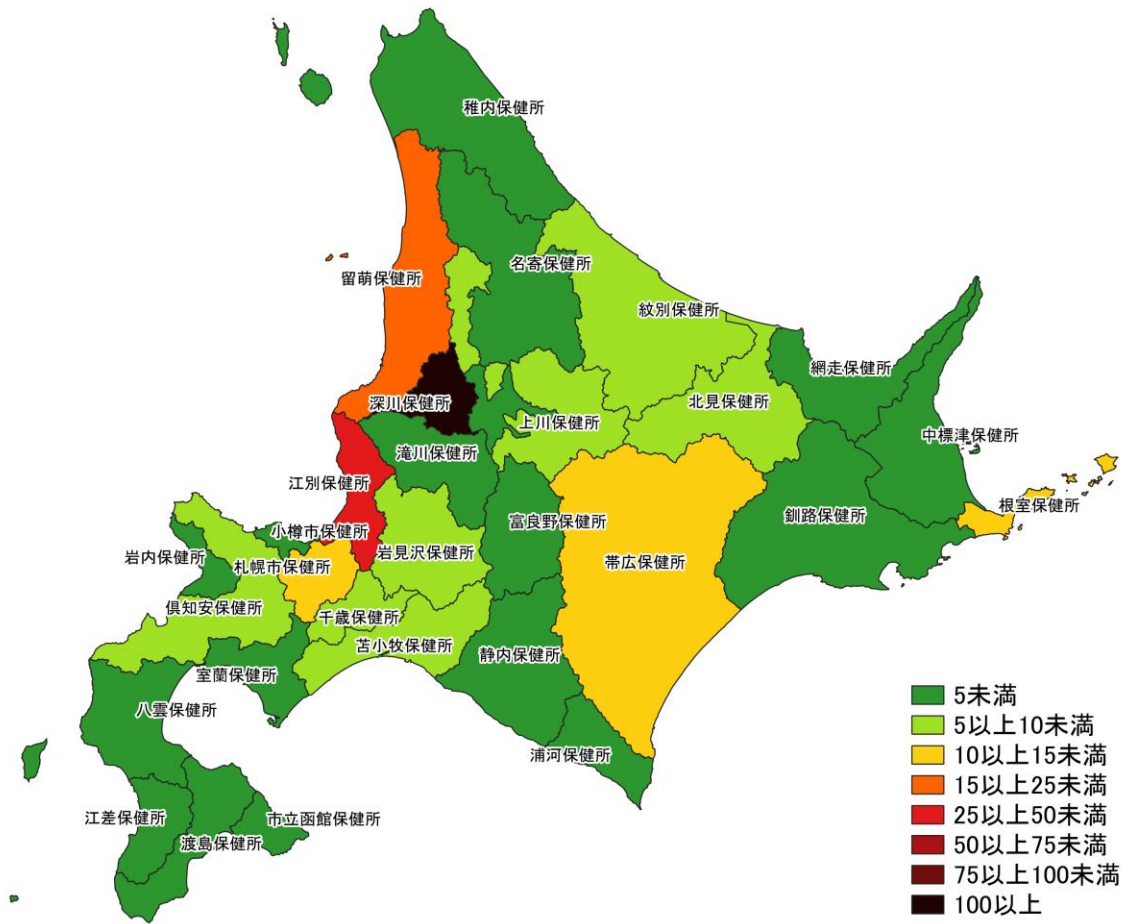 稚内保健所
名寄保健所
留萌保健所
紋別保健所
網走保健所
深川保健所
北見保健所
上川保健所
中標津保健所
滝川保健所
江別保健所
根室保健所
釧路保健所
富良野保健所
小樽市保健所
岩見沢保健所
岩内保健所
札幌市保健所
帯広保健所
倶知安保健所
千歳保健所
苫小牧保健所
静内保健所
室蘭保健所
八雲保健所
浦河保健所
江差保健所
市立函館保健所
渡島保健所
5未満
5以上10未満
10以上15未満
15以上25未満
25以上50未満
50以上75未満
75以上100未満
100以上